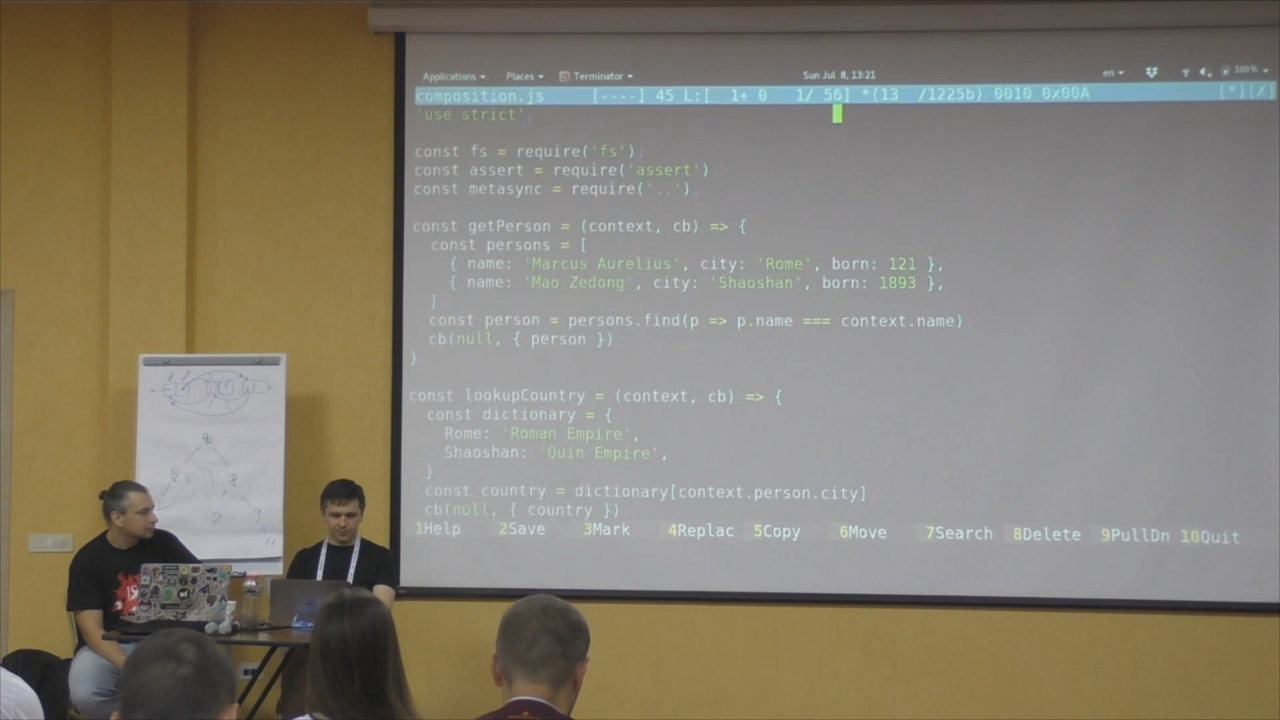 Applications Places Terminator Sun Jul 8, 13:21 en 100%
composition.js [----] 45 L:[ 1+ 0 1/ 56] *(13 /1225b) 0010 0x00A [*][X]
'use strict';
const fs = require('fs');
const assert = require('assert');
const metasync = require('..');
const getPerson = (context, cb) => {
const persons = [
{ name: 'Marcus Aurelius', city: 'Rome', born: 121 },
{ name: 'Mao Zedong', city: 'Shaoshan', born: 1893 },
];
const person = persons.find(p => p.name === context.name);
cb(null, { person });
};
const lookupCountry = (context, cb) => {
const dictionary = {
Rome: 'Roman Empire',
Shaoshan: 'Quin Empire',
};
const country = dictionary[context.person.city];
cb(null, { country });
1Help 2Save 3Mark 4Replac 5Copy 6Move 7Search 8Delete 9PullDn 10Quit